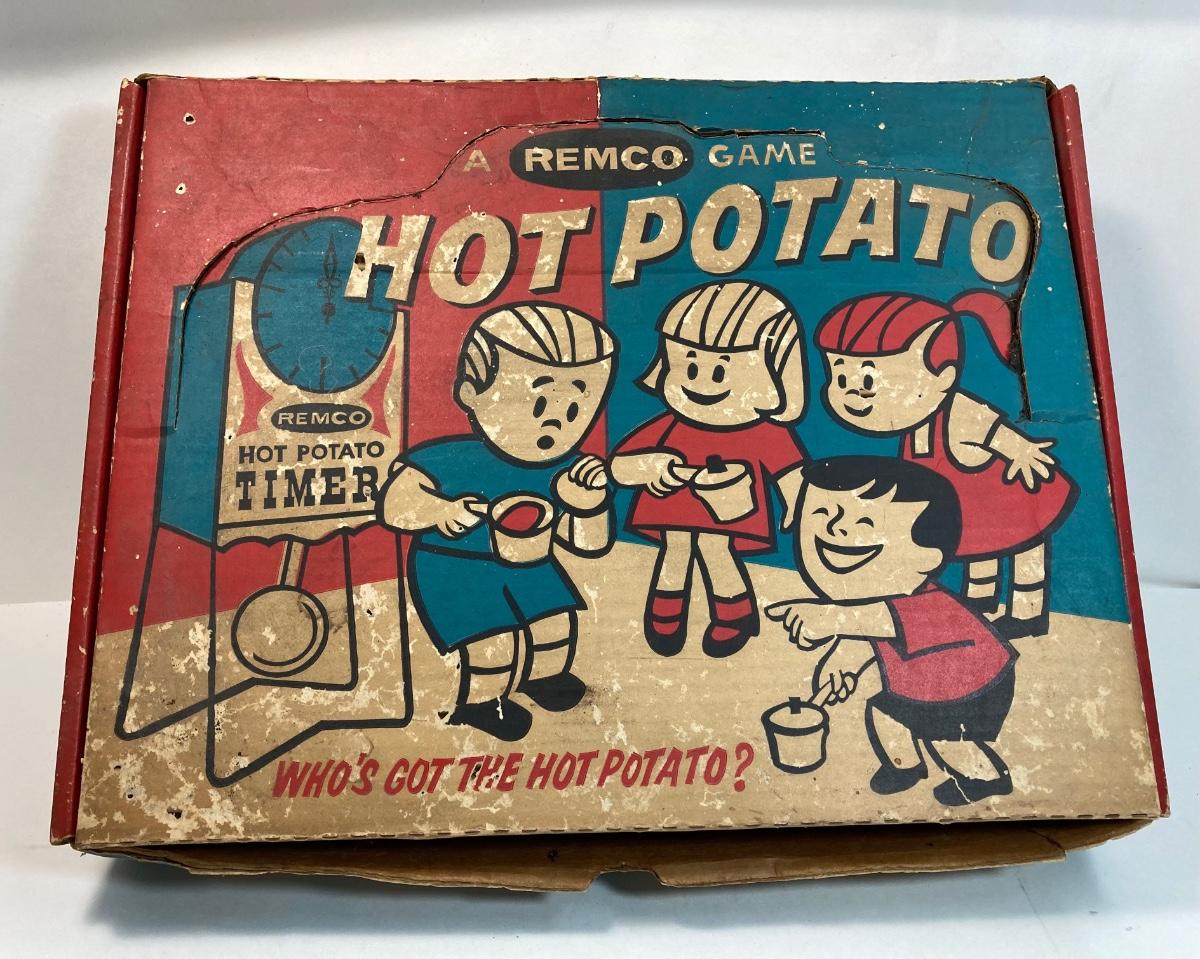 A REMCO GAME
HOT POTATO
REMCO
HOT POTATO
TIMER
WHO'S GOT THE HOT POTATO?